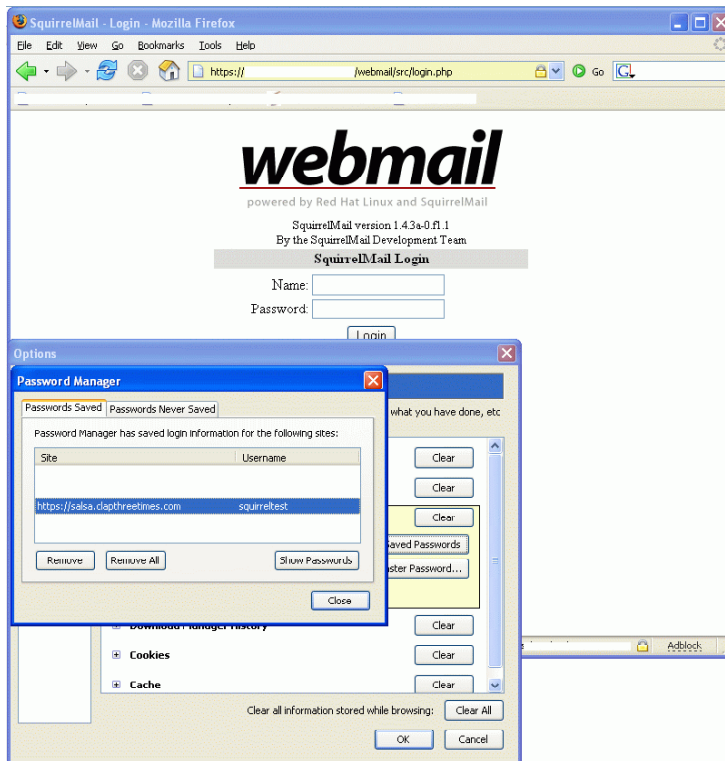 SquirrelMail - Login - Mozilla Firefox
File Edit View Go Bookmarks Tools Help
https:// /webmail/src/login.php Go G
webmail
powered by Red Hat Linux and SquirrelMail
SquirrelMail version 1.4.3a-0.f1.1
By the SquirrelMail Development Team
SquirrelMail Login
Name:
Password:
Login
Options
Password Manager
what you have done, etc
Passwords Saved Passwords Never Saved
Password Manager has saved login information for the following sites:
Site Username
https://salsa.clapthreetimes.com squirreltest
Remove Remove All Show Passwords
Close
Clear
Clear
Clear
Saved Passwords
Password...
Download Manager History Clear
Cookies Clear
Cache Clear
Clear all information stored while browsing: Clear All
OK Cancel
Adblock